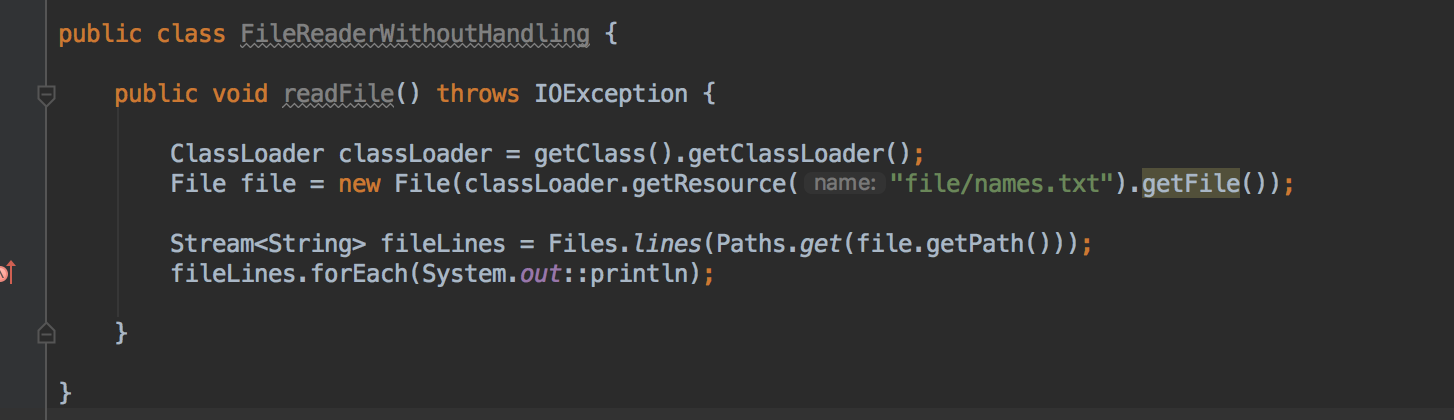 public class FileReaderWithoutHandling {
public void readFile() throws IOException {
ClassLoader classLoader = getClass().getClassLoader();
File file = new File(classLoader.getResource( name: "file/names.txt").getFile());
Stream<String> fileLines = Files.lines(Paths.get(file.getPath()));
fileLines.forEach(System.out::println);
}
}